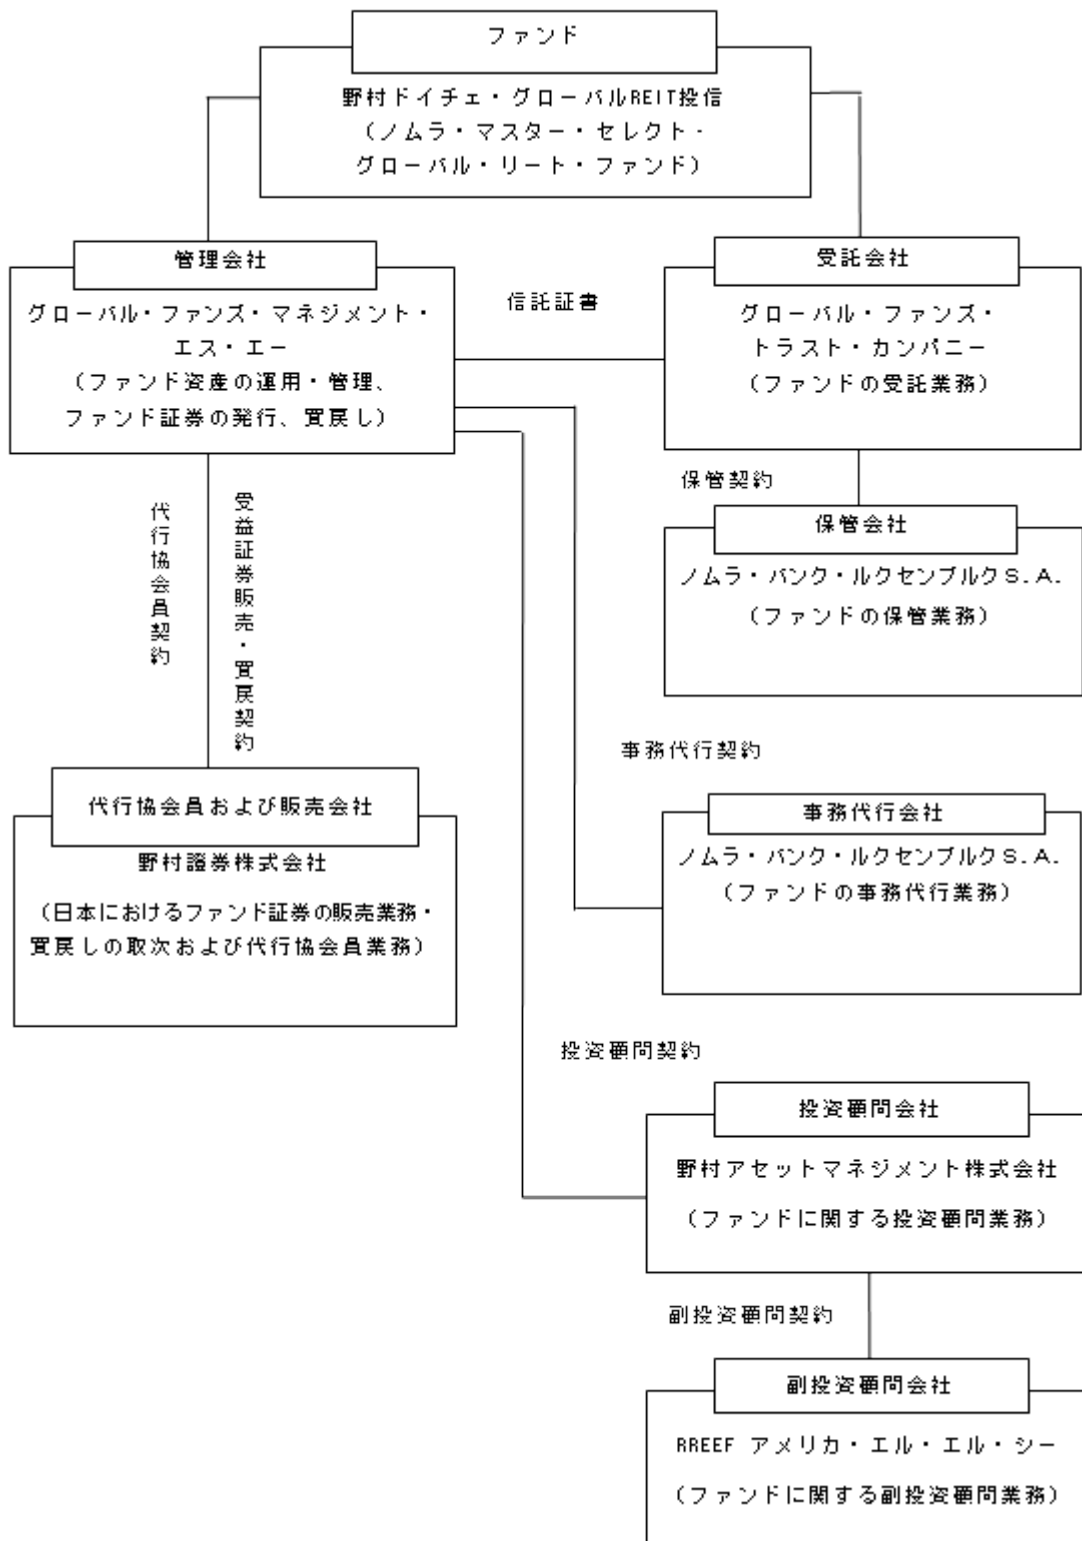 ファンド
野村ドイチェ・グローバルREIT投信
（ノムラ・マスター・セレクト-
グローバル・リート・ファンド）
管理会社
グローバル・ファンズ・マネジメント・
エス・エー
（ファンド資産の運用・管理、
ファンド証券の発行、買戻し）
信託証書
受託会社
グローバル・ファンズ・
トラスト・カンパニー
（ファンドの受託業務）
保管契約
保管会社
ノムラ・バンク・ルクセンブルクS.A.
（ファンドの保管業務）
代行協会員契約
受益証券販売・買戻契約
代行協会員および販売会社
野村證券株式会社
（日本におけるファンド証券の販売業務・
買戻しの取次および代行協会員業務）
事務代行契約
事務代行会社
ノムラ・バンク・ルクセンブルクS.A.
（ファンドの事務代行業務）
投資顧問契約
投資顧問会社
野村アセットマネジメント株式会社
（ファンドに関する投資顧問業務）
副投資顧問契約
副投資顧問会社
RREEF アメリカ・エル・エル・シー
（ファンドに関する副投資顧問業務）